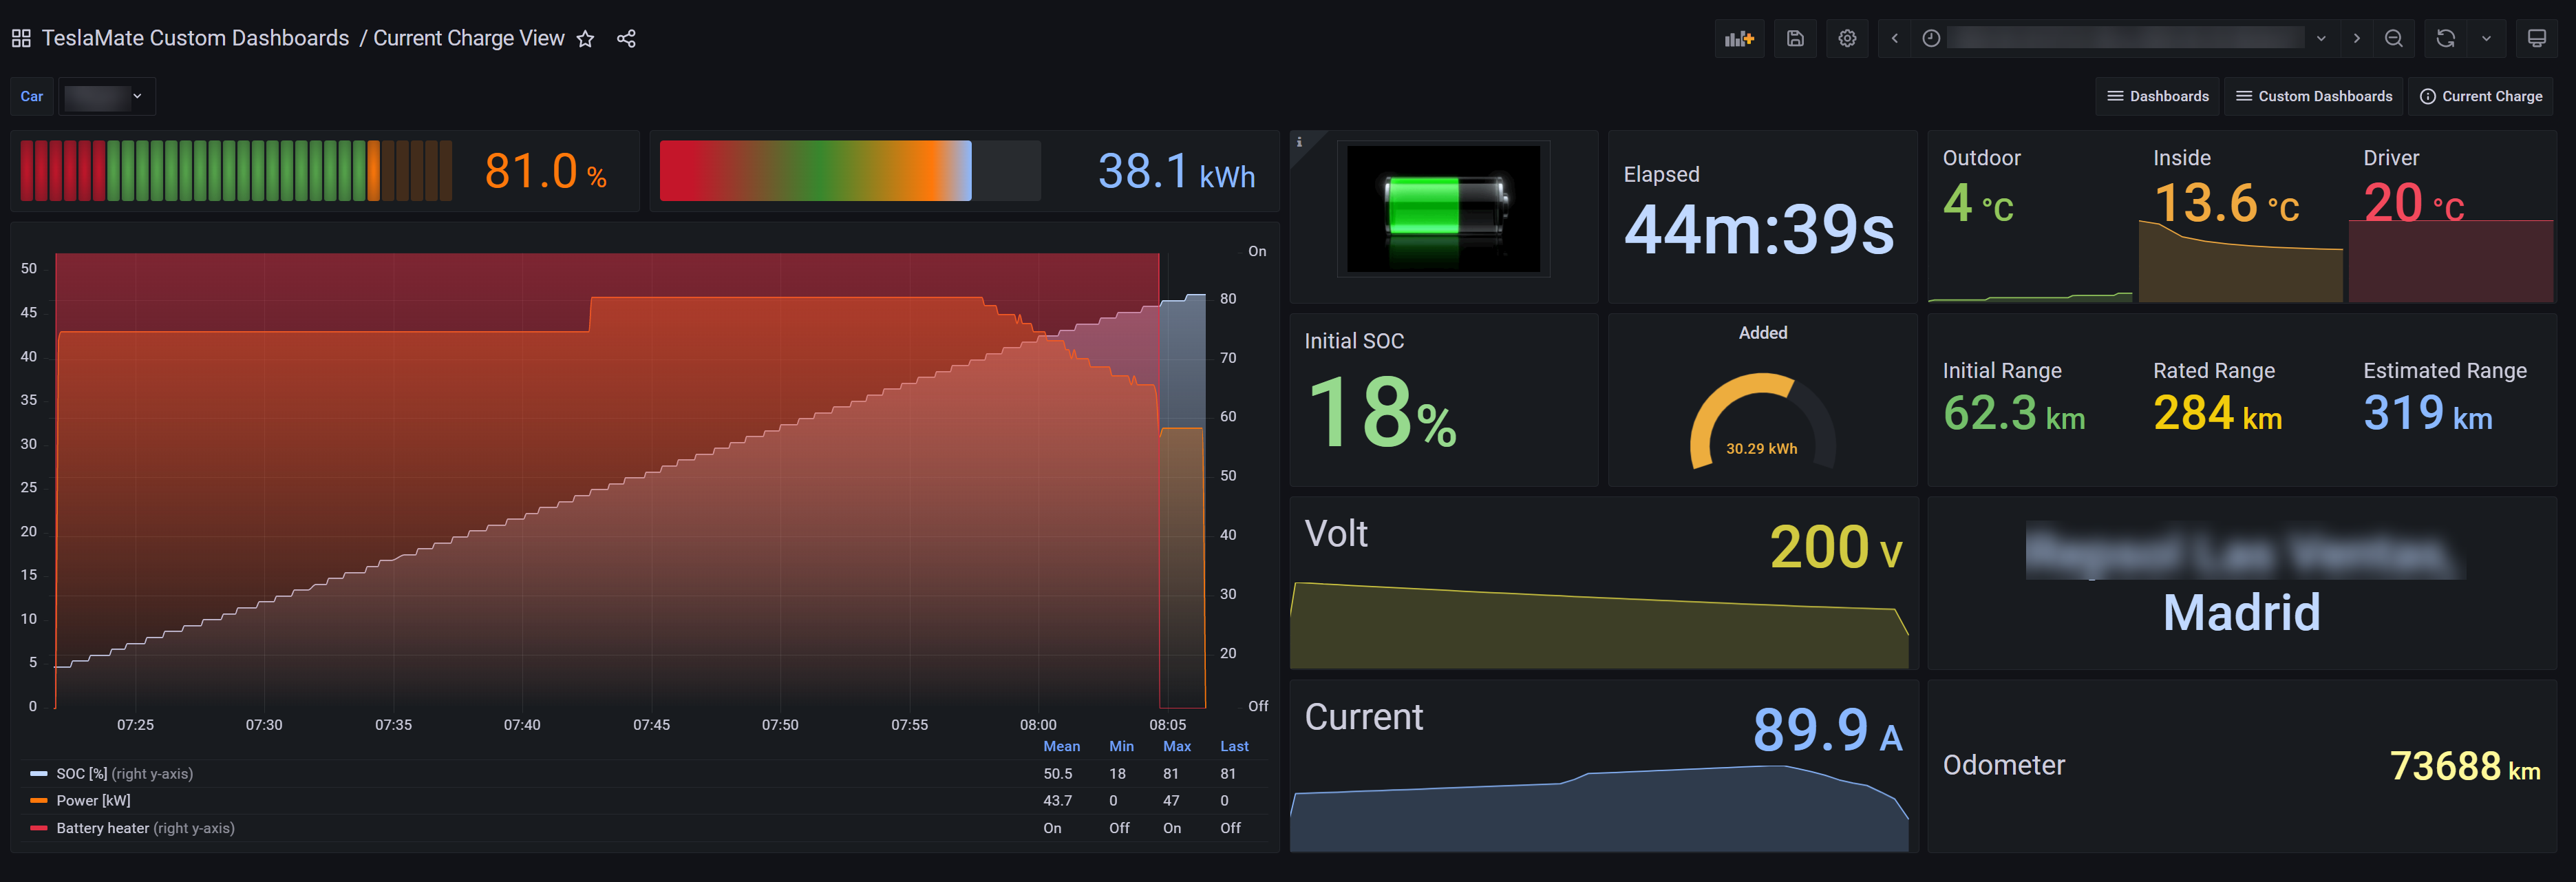 TeslaMate Custom Dashboards / Current Charge View
Car
Dashboards
Custom Dashboards
Current Charge
81.0 %
38.1 kWh
50
45
40
35
30
25
20
15
10
5
0
On
80
70
60
50
40
30
20
Off
07:25 07:30 07:35 07:40 07:45 07:50 07:55 08:00 08:05
Mean Min Max Last
SOC [%] (right y-axis) 50.5 18 81 81
Power [kW] 43.7 0 47 0
Battery heater (right y-axis) On Off On Off
i
Elapsed
44m:39s
Outdoor
4 °C
Inside
13.6 °C
Driver
20 °C
Initial SOC
18%
Added
30.29 kWh
Initial Range
62.3 km
Rated Range
284 km
Estimated Range
319 km
Volt
200 V
Madrid
Current
89.9 A
Odometer
73688 km